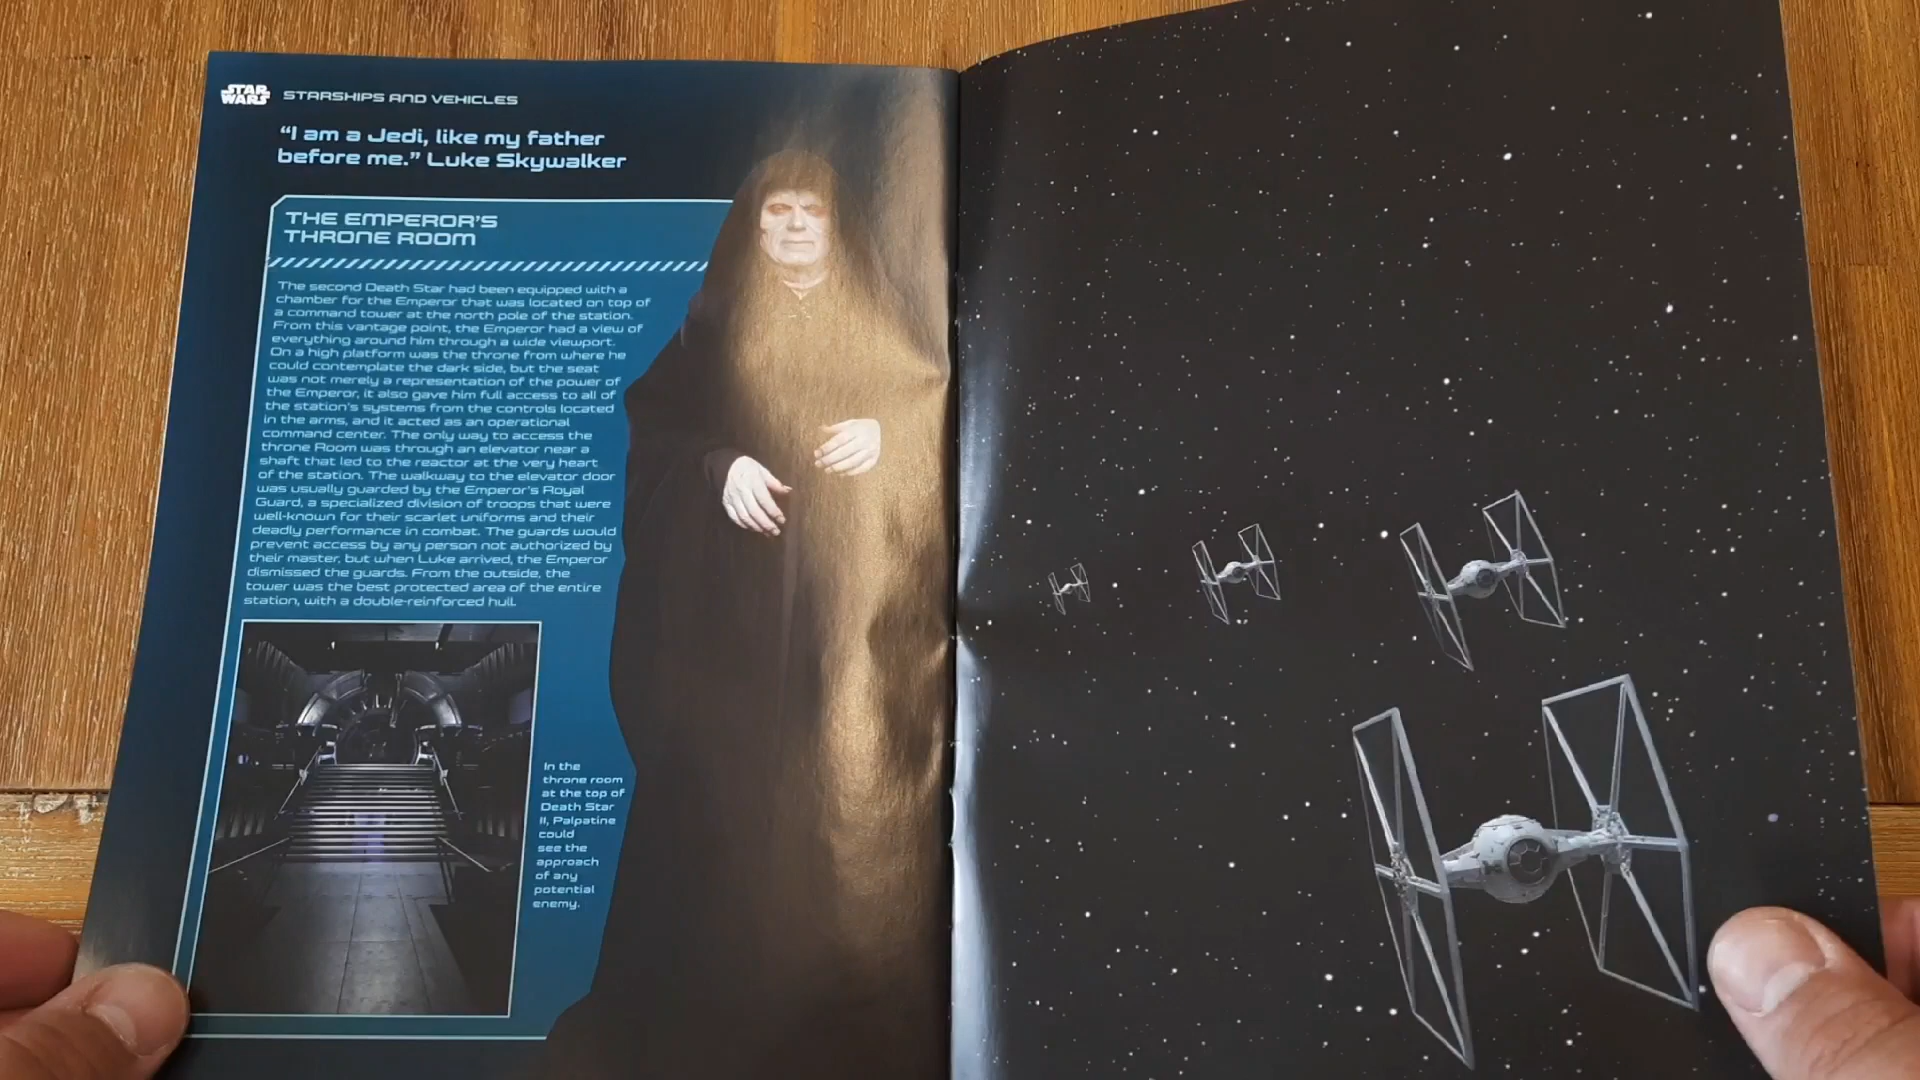 STAR WARS
STARSHIPS AND VEHICLES
“I am a Jedi, like my father
before me.” Luke Skywalker
THE EMPEROR’S
THRONE ROOM
The second Death Star had been equipped with a
chamber for the Emperor that was located on top of
a command tower at the north pole of the station.
From this vantage point, the Emperor had a view of
everything around him through a wide viewport.
On a high platform was the throne from where he
could contemplate the dark side, but the seat
was not merely a representation of the power of
the Emperor, it also gave him full access to all of
the station’s systems from the controls located
in the arms, and it acted as an operational
command center. The only way to access the
throne Room was through an elevator near a
shaft that led to the reactor at the very heart
of the station. The walkway to the elevator door
was usually guarded by the Emperor’s Royal
Guard, a specialized division of troops that were
well-known for their scarlet uniforms and their
deadly performance in combat. The guards would
prevent access by any person not authorized by
their master, but when Luke arrived, the Emperor
dismissed the guards. From the outside, the
tower was the best protected area of the entire
station, with a double-reinforced hull.
In the
throne room
at the top of
Death Star
II, Palpatine
could
see the
approach
of any
potential
enemy.